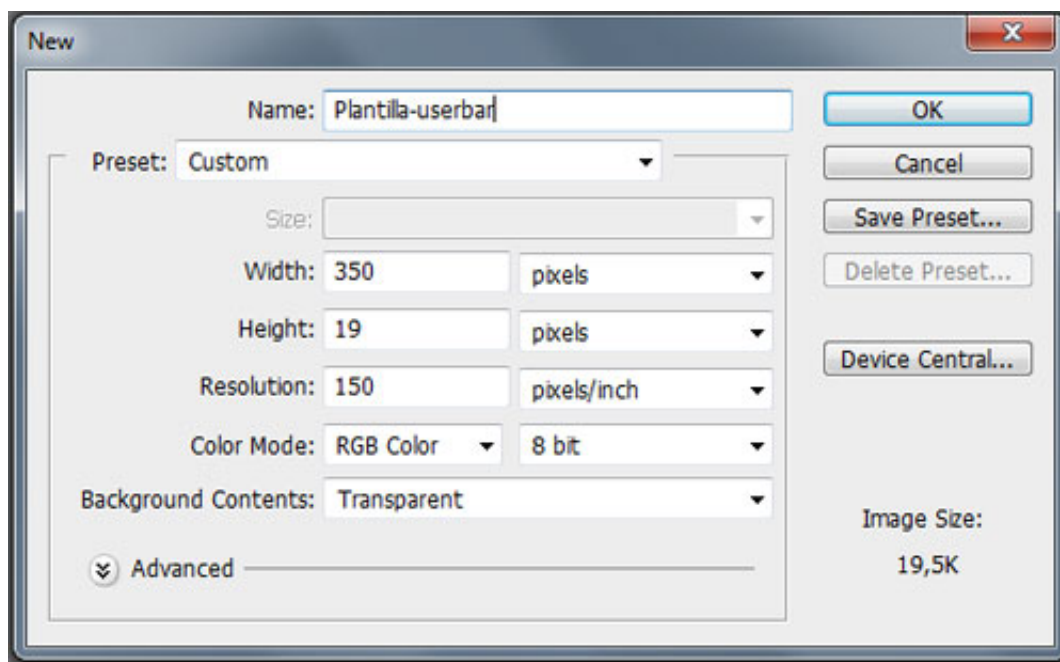 New
Name: Plantilla-userbar
OK
Preset: Custom
Cancel
Size:
Save Preset...
Width: 350 pixels
Delete Preset...
Height: 19 pixels
Device Central...
Resolution: 150 pixels/inch
Color Mode: RGB Color 8 bit
Background Contents: Transparent
Image Size:
19,5K
Advanced